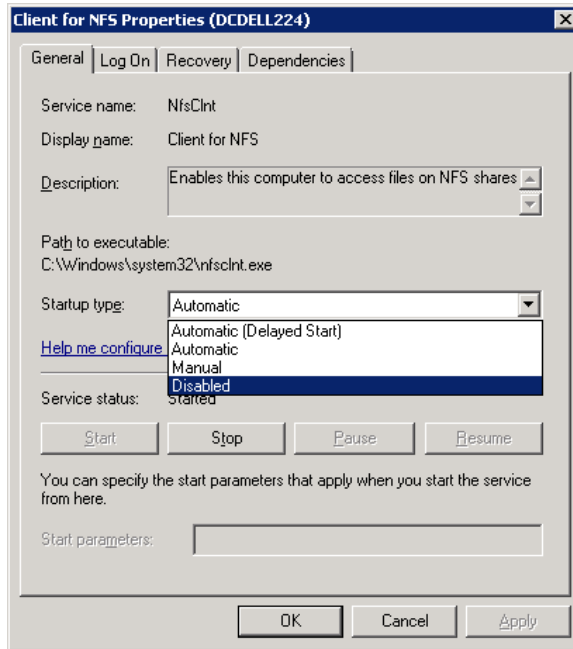 Client for NFS Properties (DCDELL224)
General Log On Recovery Dependencies
Service name: NfsClnt
Display name: Client for NFS
Description: Enables this computer to access files on NFS shares
Path to executable:
C:\Windows\system32\nfsclnt.exe
Startup type: Automatic
Automatic (Delayed Start)
Help me configure Automatic
Manual
Disabled
Service status: Started
Start Stop Pause Resume
You can specify the start parameters that apply when you start the service
from here.
Start parameters:
OK Cancel Apply